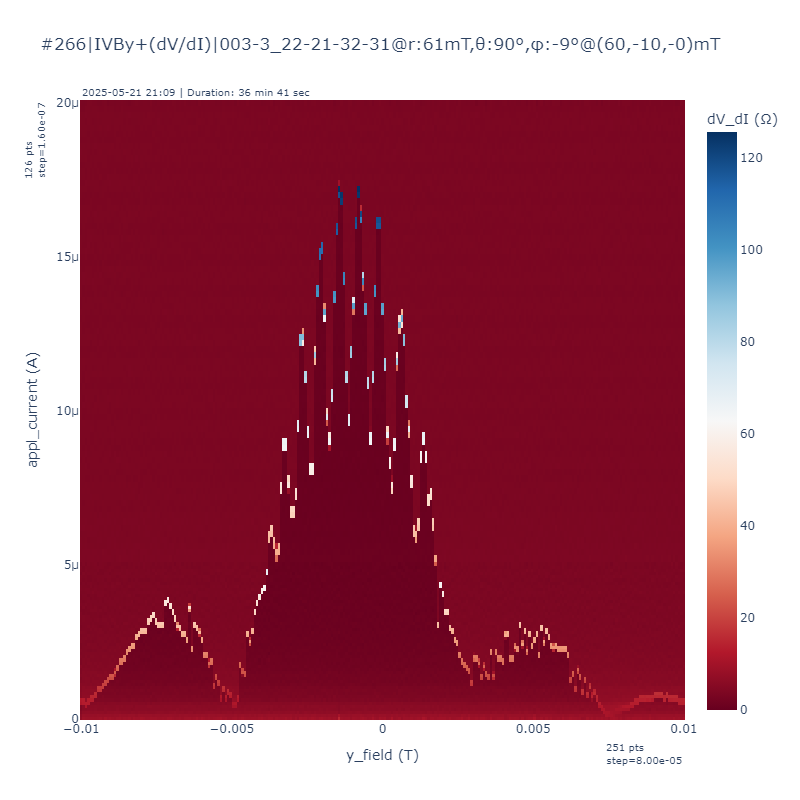 #266|IVBy+(dV/dI)|003-3_22-21-32-31@r:61mT,θ:90°,φ:-9°@(60,-10,-0)mT
2025-05-21 21:09 | Duration: 36 min 41 sec
126 pts
step=1.60e-07
dV_dI (Ω)
20μ
15μ
10μ
5μ
0
appl_current (A)
120
100
80
60
40
20
0
−0.01
−0.005
0
0.005
0.01
y_field (T)
251 pts
step=8.00e-05